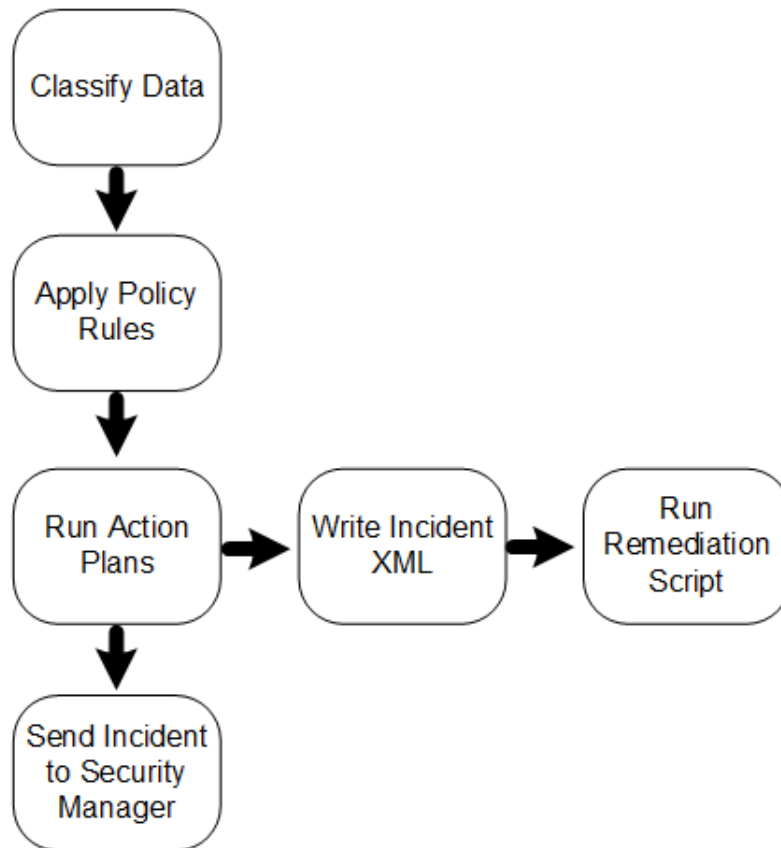 Classify Data
Apply Policy
Rules
Run Action
Plans
Write Incident
XML
Run
Remediation
Script
Send Incident
to Security
Manager